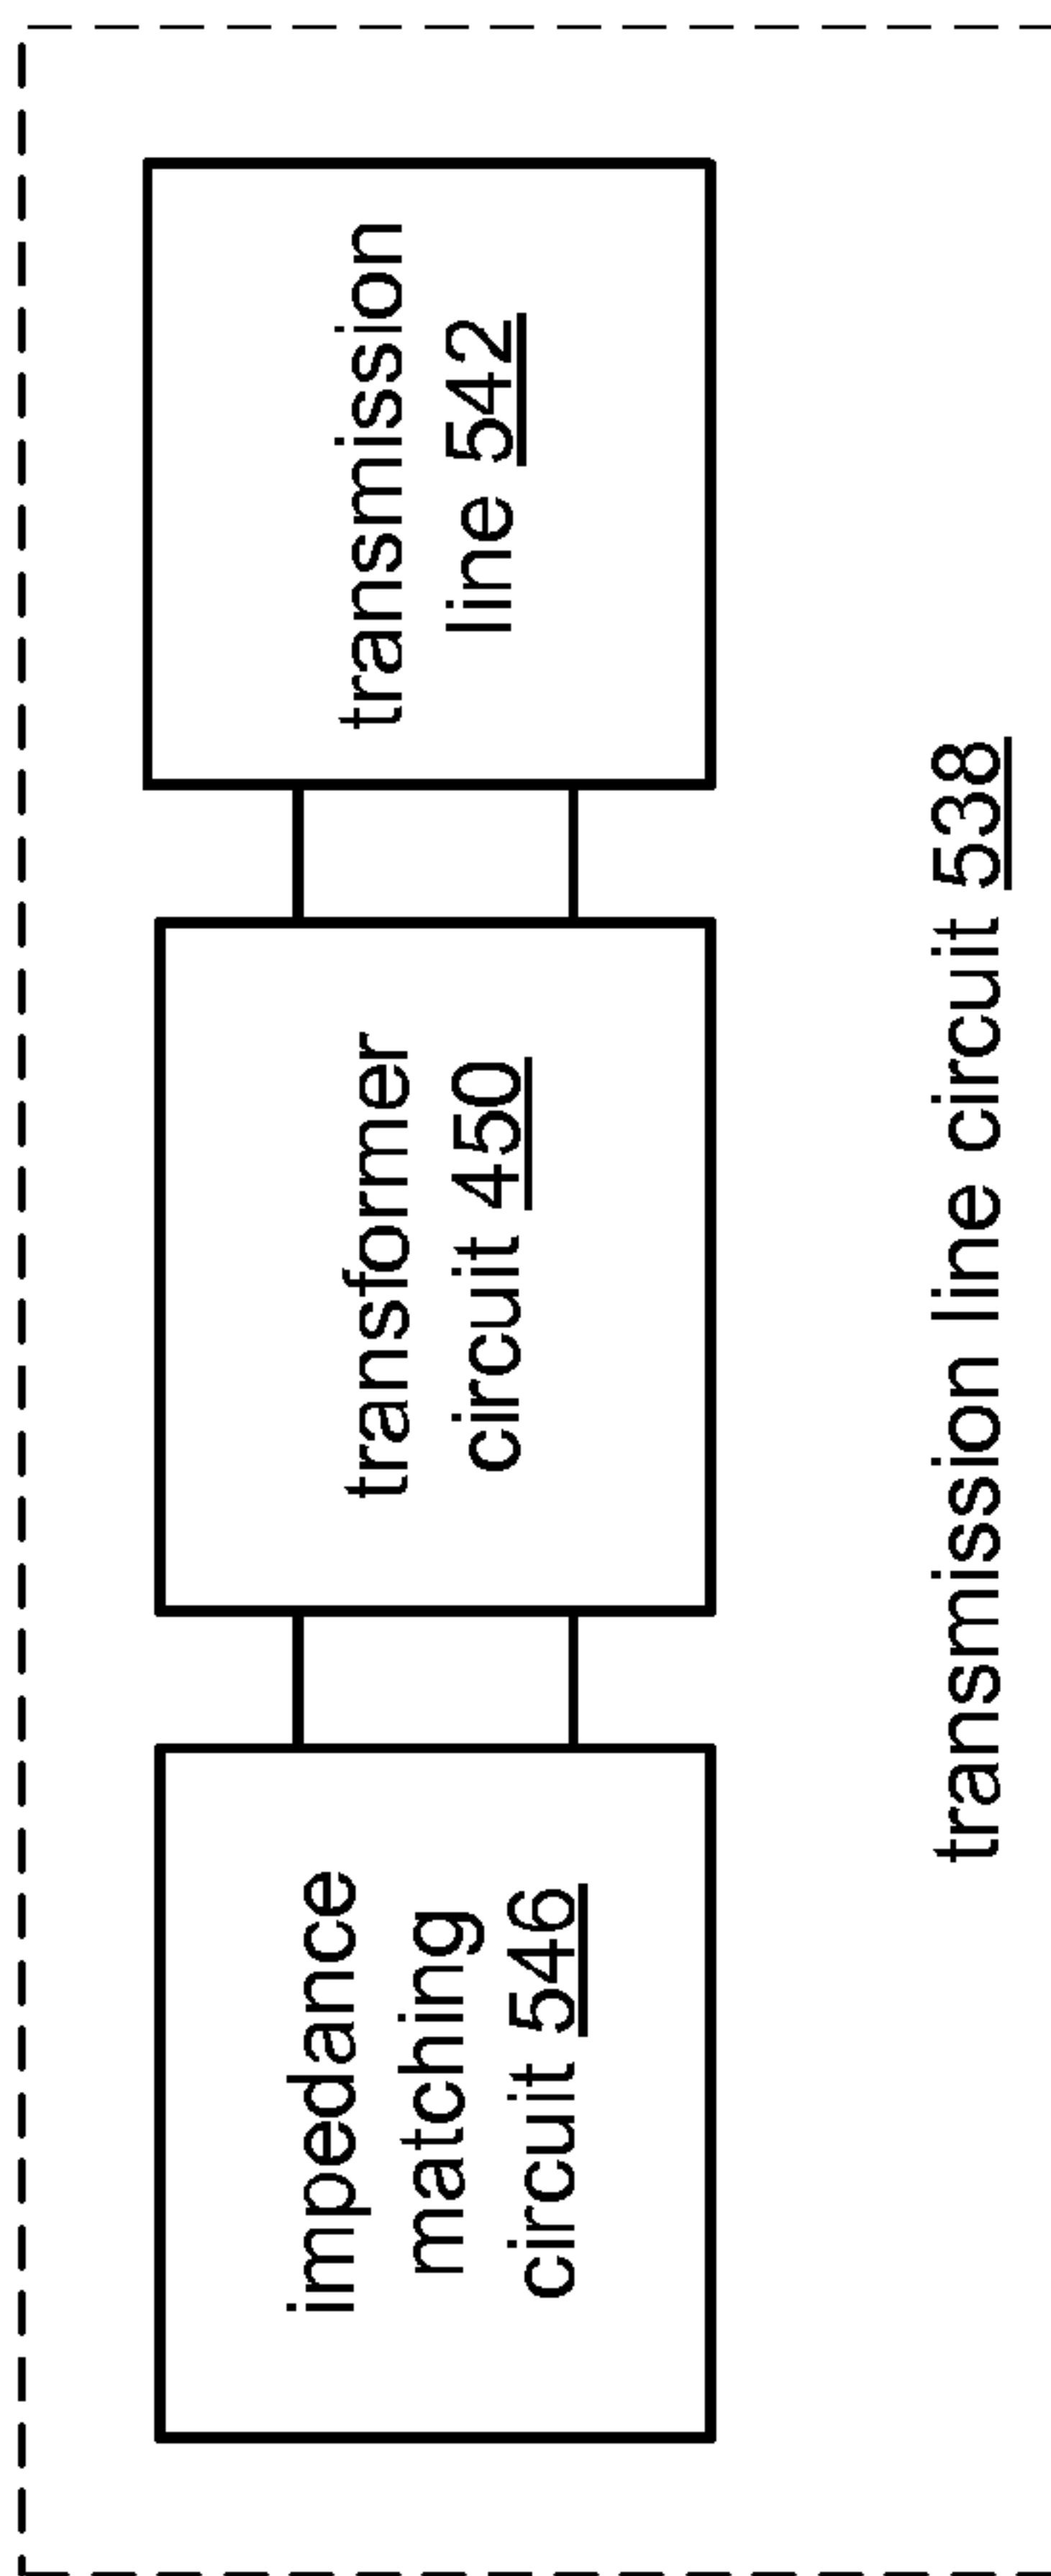 transmission
line 542
transformer
circuit 450
impedance
matching
circuit 546
transmission line circuit 538